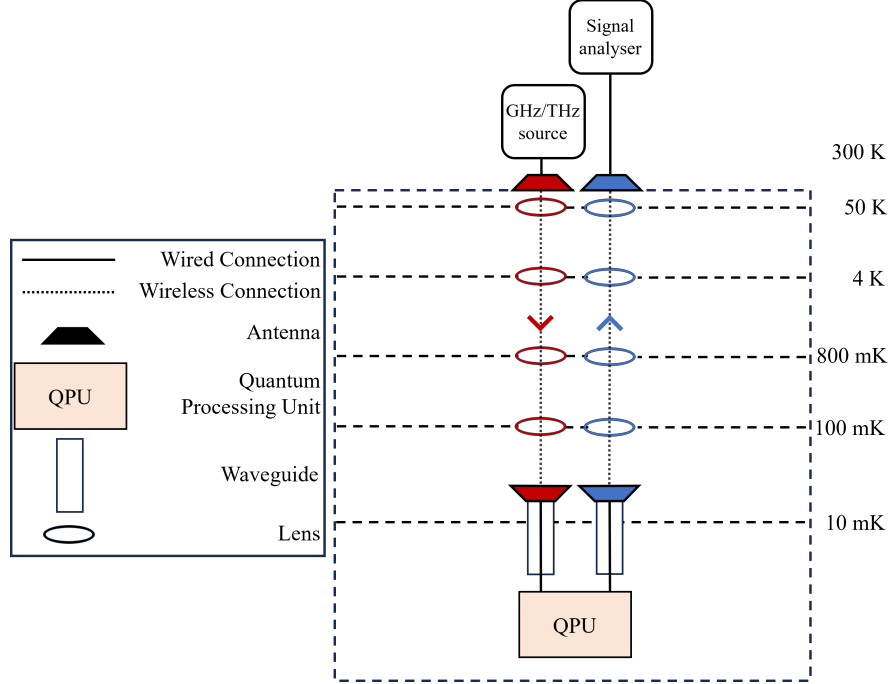 Signal
analyser
GHz/THz
source
300 K
50 K
4 K
800 mK
100 mK
10 mK
QPU
Wired Connection
Wireless Connection
Antenna
QPU
Quantum
Processing Unit
Waveguide
Lens